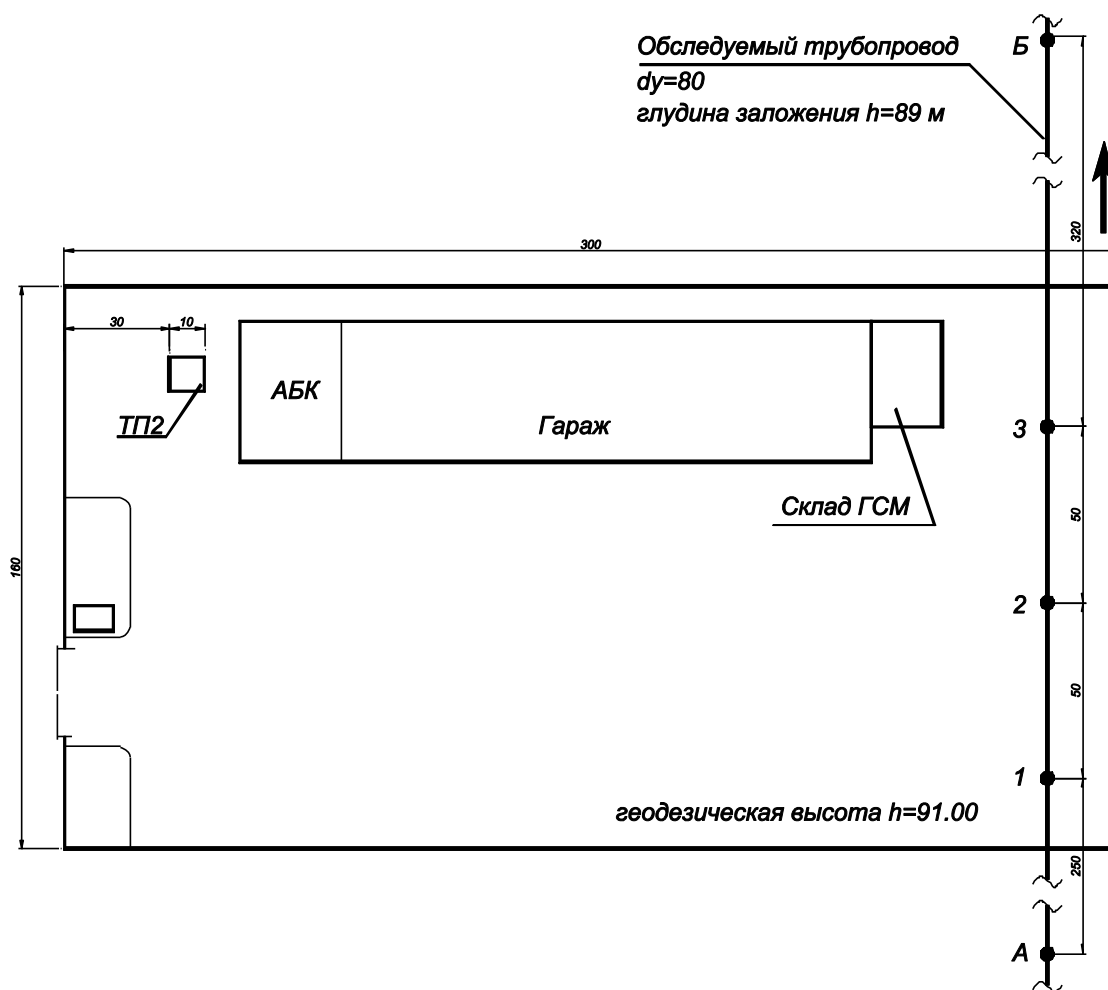 Обследуемый трубопровод
dy=80
глудина заложения h=89 м
Б
320
300
30
10
АБК
ТП2
Гараж
3
Склад ГСМ
50
160
2
50
1
геодезическая высота h=91.00
250
А